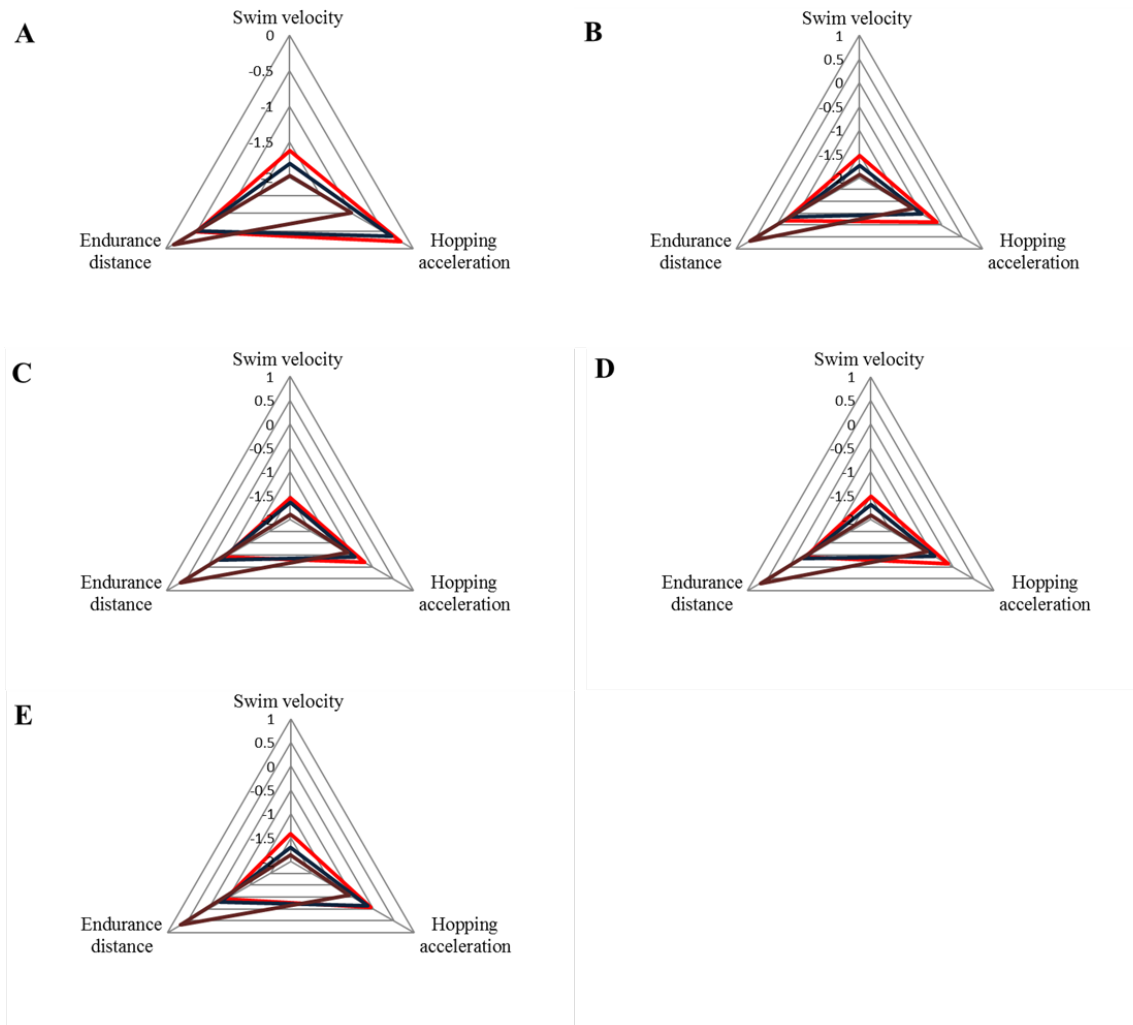 A
Swim velocity
0
-0.5
-1
-1.5
Endurance
distance
Hopping
acceleration
B
Swim velocity
1
0.5
0
-0.5
-1
-1.5
Endurance
distance
Hopping
acceleration
C
Swim velocity
1
0.5
0
-0.5
-1
-1.5
Endurance
distance
Hopping
acceleration
D
Swim velocity
1
0.5
0
-0.5
-1
-1.5
Endurance
distance
Hopping
acceleration
E
Swim velocity
1
0.5
0
-0.5
-1
-1.5
Endurance
distance
Hopping
acceleration